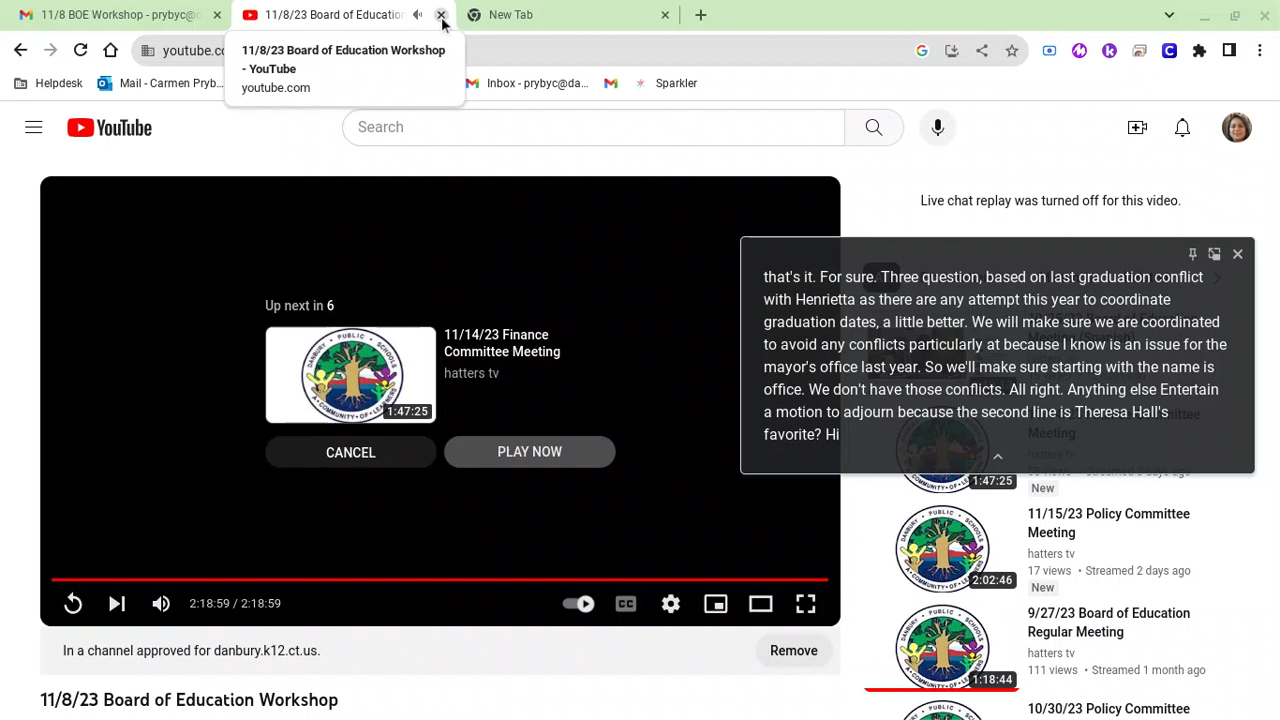 11/8 BOE Workshop - prybyc@d
11/8/23 Board of Education
New Tab
youtube.co
11/8/23 Board of Education Workshop
- YouTube
youtube.com
Helpdesk
Mail - Carmen Pryb...
Inbox - prybyc@da...
Sparkler
YouTube
Search
Live chat replay was turned off for this video.
Up next in 6
11/14/23 Finance
Committee Meeting
hatters tv
1:47:25
CANCEL
PLAY NOW
that's it. For sure. Three question, based on last graduation conflict
with Henrietta as there are any attempt this year to coordinate
graduation dates, a little better. We will make sure we are coordinated
to avoid any conflicts particularly at because I know is an issue for the
mayor's office last year. So we'll make sure starting with the name is
office. We don't have those conflicts. All right. Anything else Entertain
a motion to adjourn because the second line is Theresa Hall's
favorite? Hi
Meeting
1:47:25
New
11/15/23 Policy Committee
Meeting
hatters tv
17 views • Streamed 2 days ago
2:02:46
New
9/27/23 Board of Education
Regular Meeting
hatters tv
111 views • Streamed 1 month ago
1:18:44
10/30/23 Policy Committee
2:18:59 / 2:18:59
CC
In a channel approved for danbury.k12.ct.us.
Remove
11/8/23 Board of Education Workshop